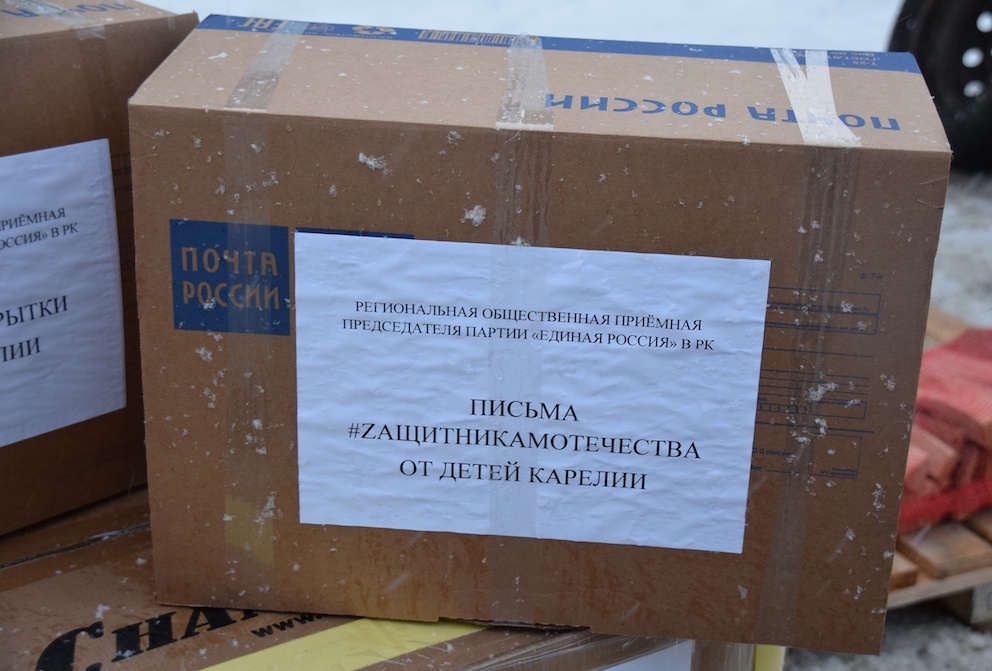 ПОЧТА РОССИИ
ПОЧТА
РОССИИ
РЕГИОНАЛЬНАЯ ОБЩЕСТВЕННАЯ ПРИЁМНАЯ
ПРЕДСЕДАТЕЛЯ ПАРТИИ «ЕДИНАЯ РОССИЯ» В РК
ПИСЬМА
#ZАЩИТНИКАМОТЕЧЕСТВА
ОТ ДЕТЕЙ КАРЕЛИИ
РИЁМНАЯ
ОССИЯ» В РК
РЫТКИ
ЛИИ